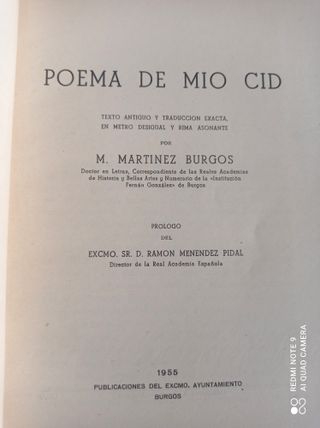 POEMA DE MIO CID
TEXTO ANTIGUO Y TRADUCCION EXACTA,
EN METRO DESIGUAL Y RIMA ASONANTE
POR
M. MARTINEZ BURGOS
Doctor en Letras, Correspondiente de las Reales Academias
de Historia y Bellas Artes y Numerario de la «Institución
Fernán González» de Burgos
PROLOGO
DEL
EXCMO. SR. D. RAMON MENENDEZ PIDAL
Director de la Real Academia Española
1955
PUBLICACIONES DEL EXCMO. AYUNTAMIENTO
BURGOS
REDMI NOTE 9
AI QUAD CAMERA